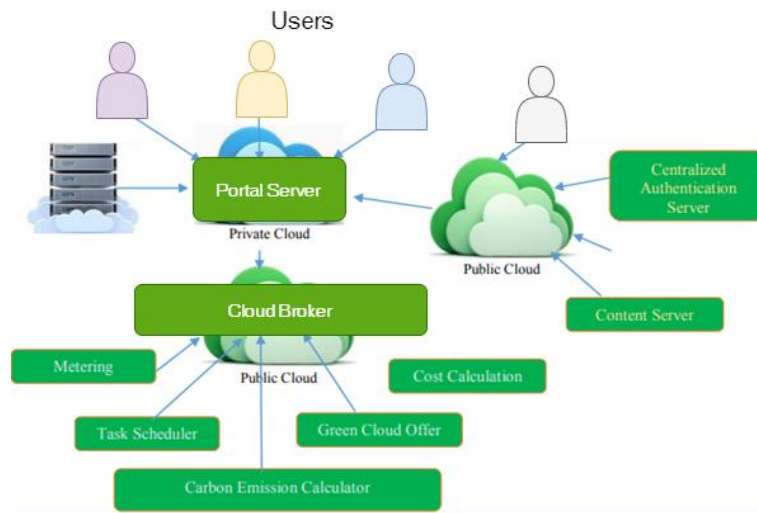 Users
Portal Server
Private Cloud
Centralized
Authentication
Server
Public Cloud
Cloud Broker
Content Server
Metering
Public Cloud
Cost Calculation
Task Scheduler
Green Cloud Offer
Carbon Emission Calculator